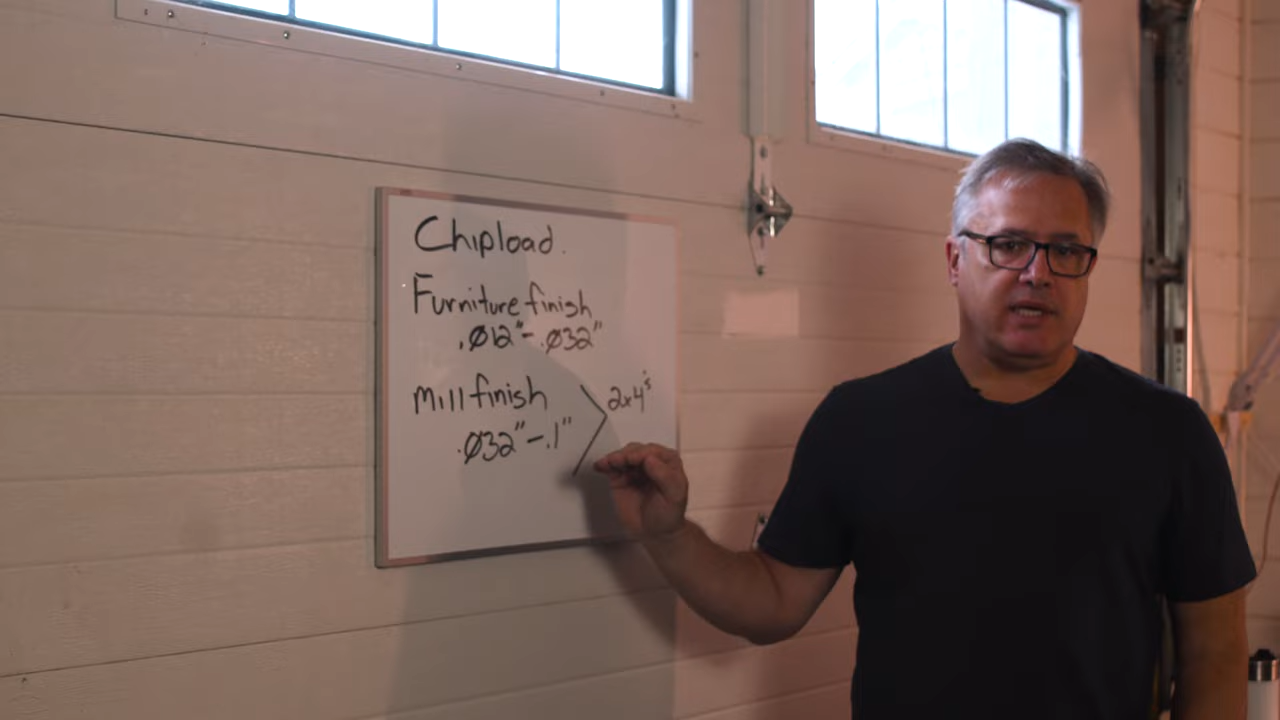 Chipload.
Furniture finish
.Ø12"-.Ø32"
Mill finish
2x4's
.Ø32"-.1"